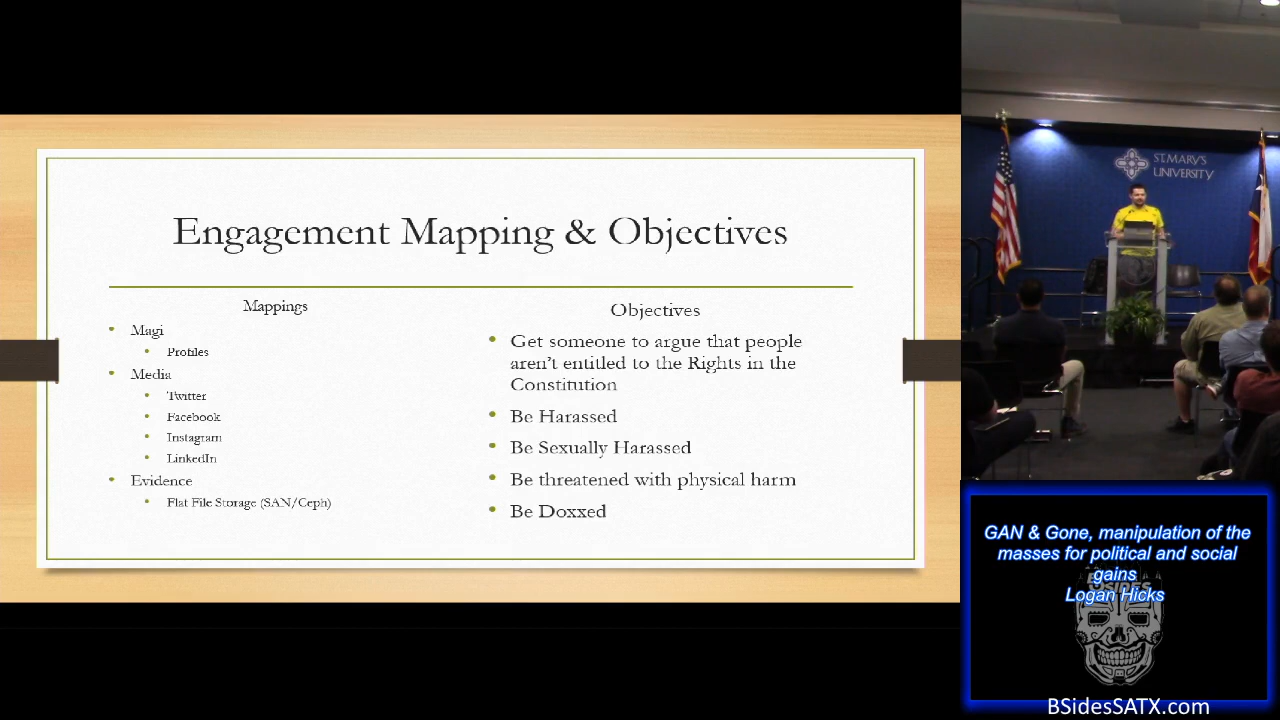 Engagement Mapping & Objectives
Mappings
Magi
Profiles
Media
Twitter
Facebook
Instagram
LinkedIn
Evidence
Flat File Storage (SAN/Ceph)
Objectives
Get someone to argue that people
aren't entitled to the Rights in the
Constitution
Be Harassed
Be Sexually Harassed
Be threatened with physical harm
Be Doxxed
ST. MARY'S
UNIVERSITY
GAN & Gone, manipulation of the
masses for political and social
gains
Logan Hicks
BSIDES
BSidesSATX.com